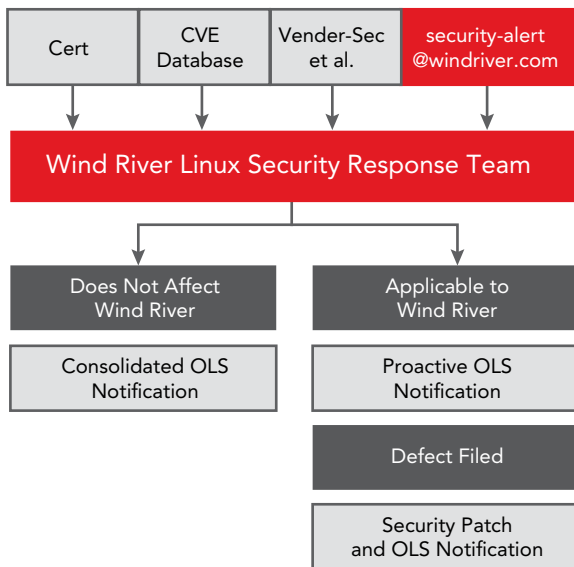 Cert
CVE
Database
Vender-Sec
et al.
security-alert
@windriver.com
Wind River Linux Security Response Team
Does Not Affect
Wind River
Consolidated OLS
Notification
Applicable to
Wind River
Proactive OLS
Notification
Defect Filed
Security Patch
and OLS Notification